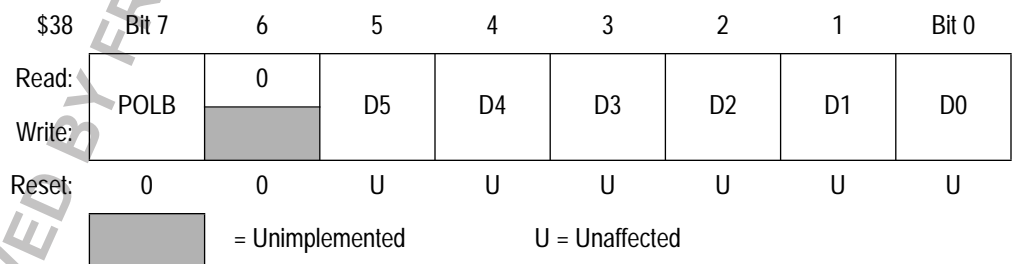 $38 Bit 7 6 5 4 3 2 1 Bit 0
Read: POLB 0 D5 D4 D3 D2 D1 D0
Write:
Reset: 0 0 U U U U U U
= Unimplemented U = Unaffected
BY